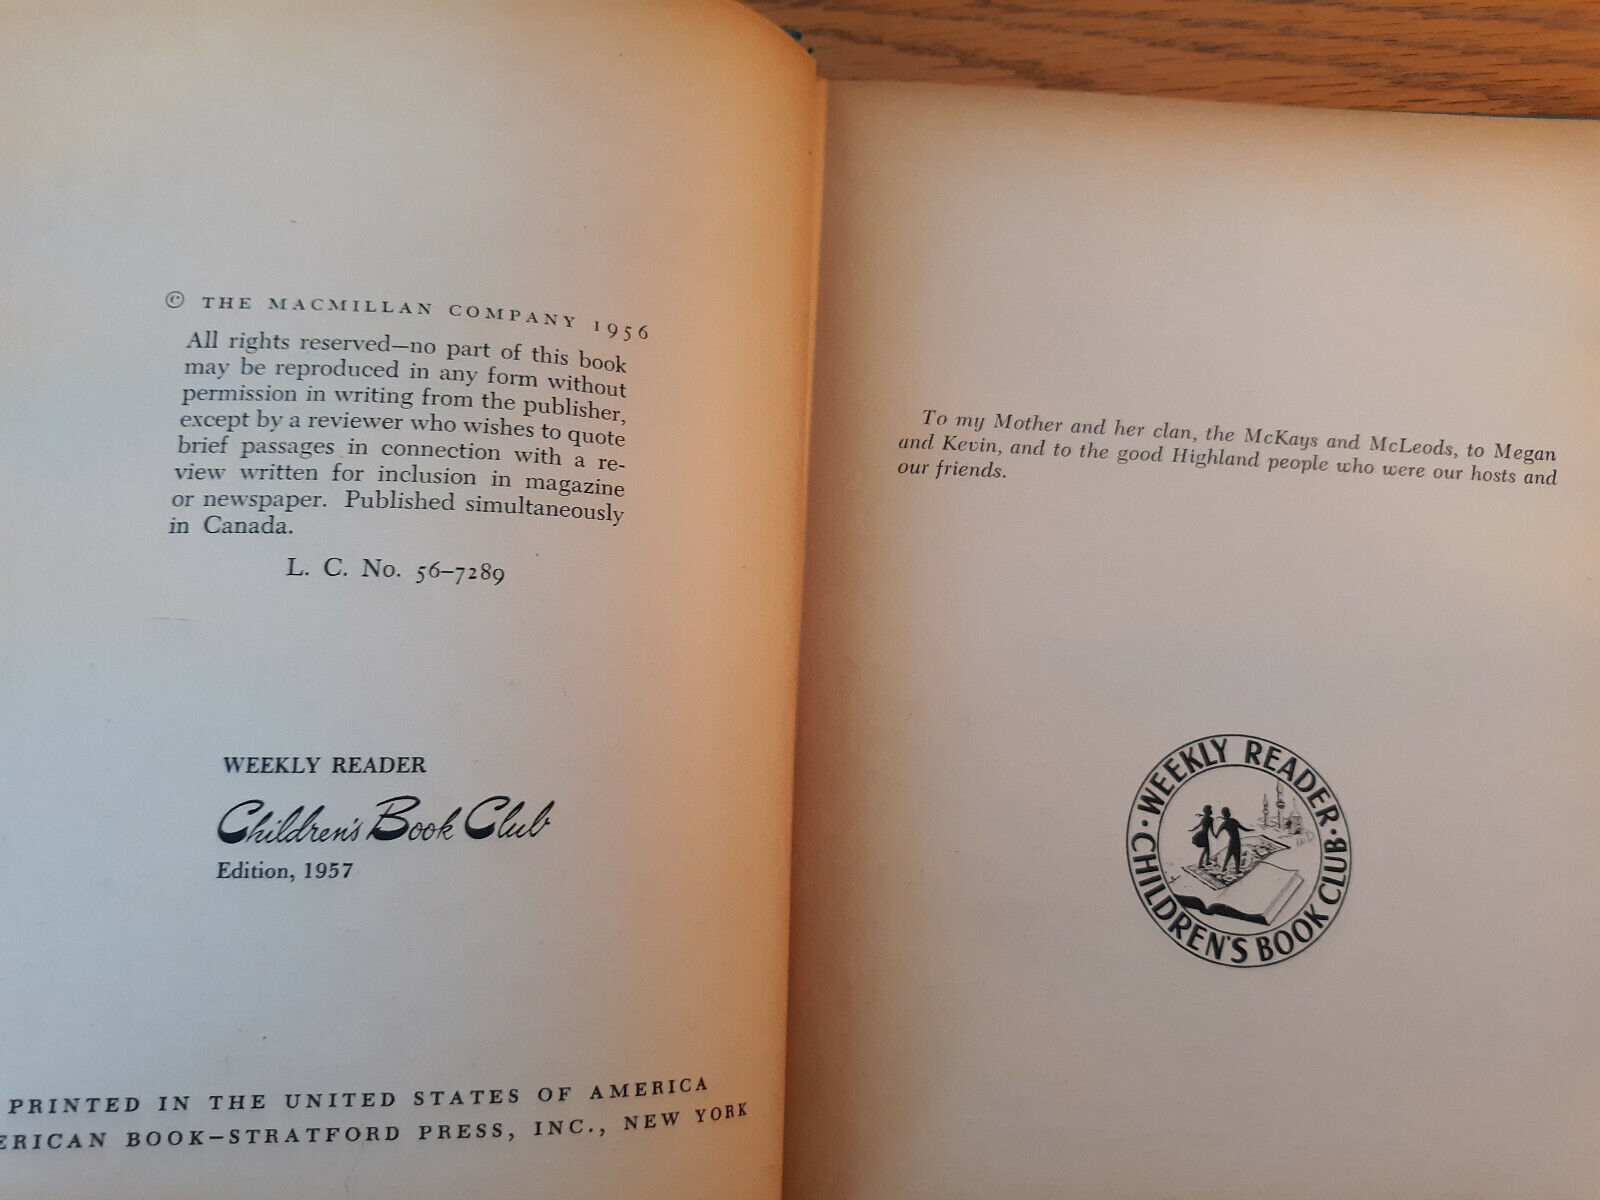 © THE MACMILLAN COMPANY 1956
All rights reserved—no part of this book
may be reproduced in any form without
permission in writing from the publisher,
except by a reviewer who wishes to quote
brief passages in connection with a re-
view written for inclusion in magazine
or newspaper. Published simultaneously
in Canada.
L. C. No. 56–7289
WEEKLY READER
Children's Book Club
Edition, 1957
PRINTED IN THE UNITED STATES OF AMERICA
ERICAN BOOK–STRATFORD PRESS, INC., NEW YORK
To my Mother and her clan, the McKays and McLeods, to Megan
and Kevin, and to the good Highland people who were our hosts and
our friends.
WEEKLY READER
· CHILDREN'S BOOK CLUB ·